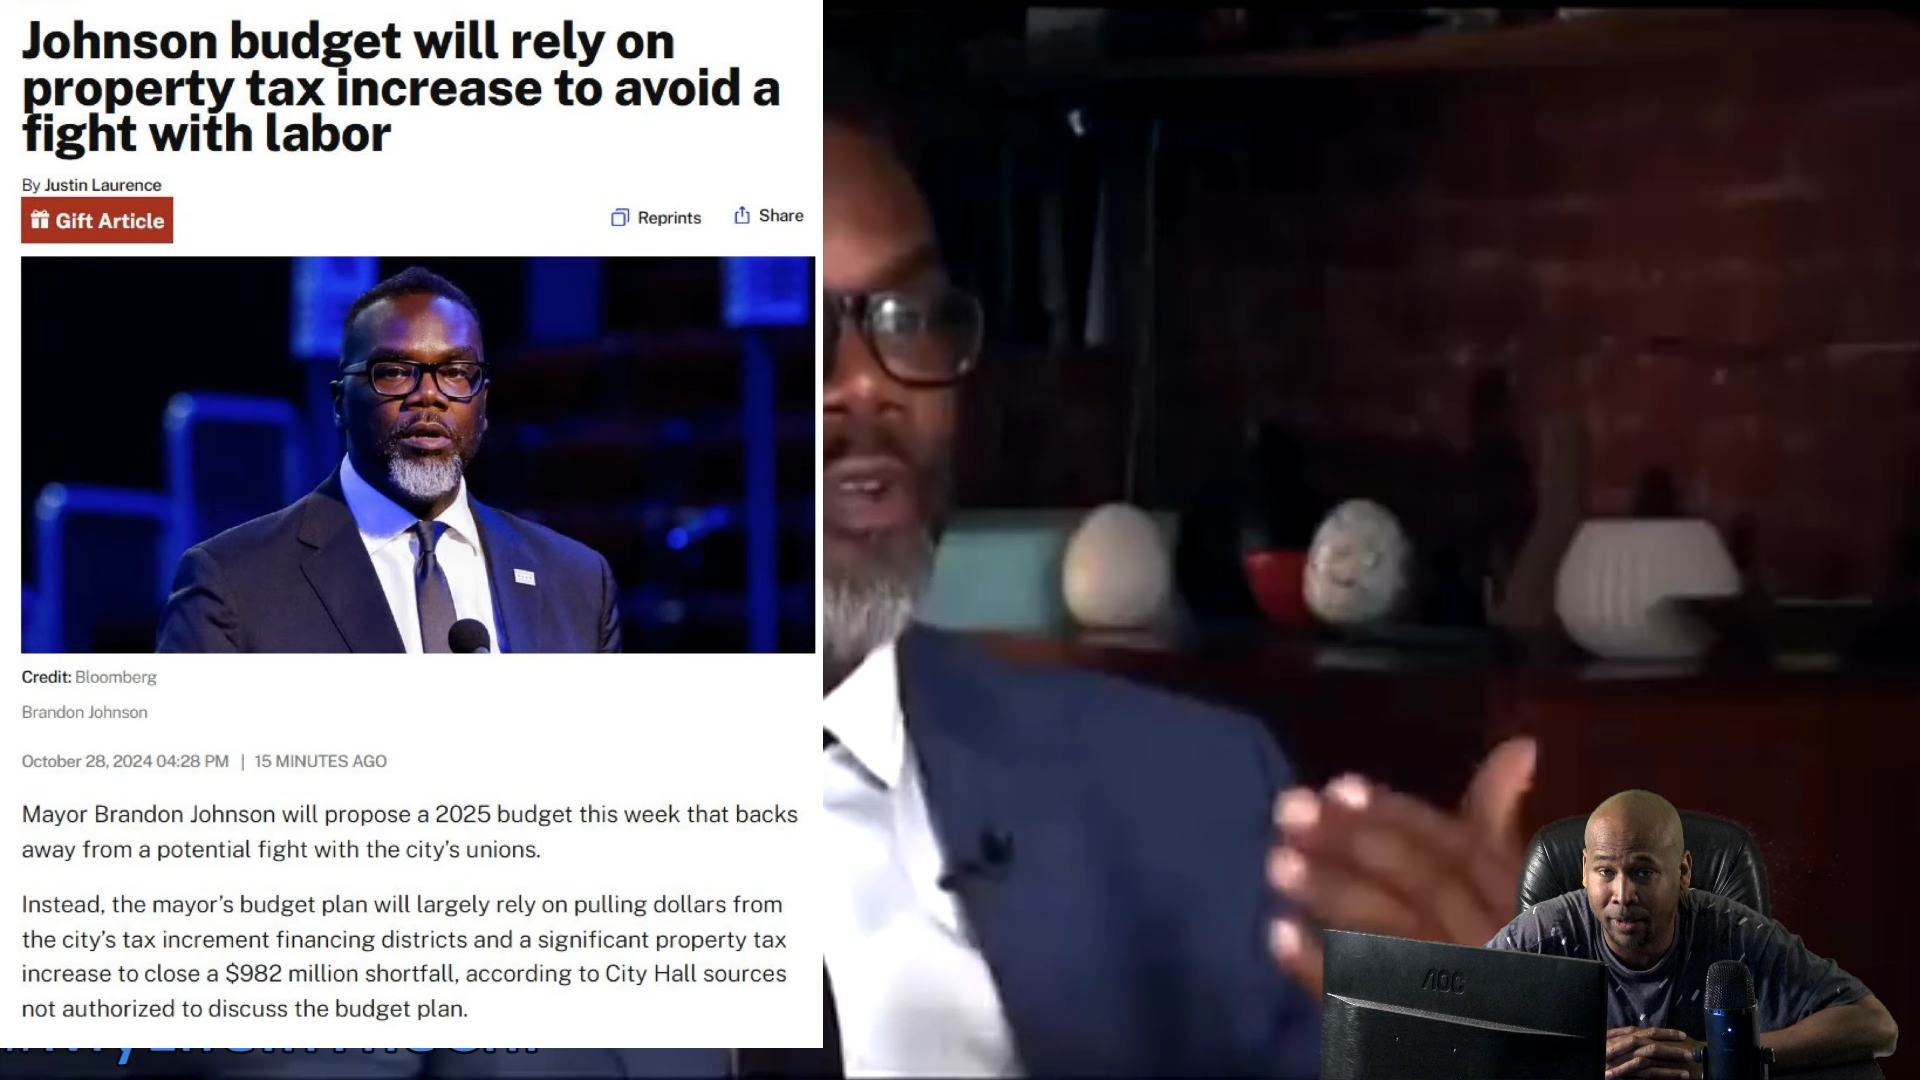 Johnson budget will rely on
property tax increase to avoid a
fight with labor
By Justin Laurence
Gift Article
Reprints
Share
Credit: Bloomberg
Brandon Johnson
October 28, 2024 04:28 PM | 15 MINUTES AGO
Mayor Brandon Johnson will propose a 2025 budget this week that backs
away from a potential fight with the city's unions.
Instead, the mayor's budget plan will largely rely on pulling dollars from
the city's tax increment financing districts and a significant property tax
increase to close a $982 million shortfall, according to City Hall sources
not authorized to discuss the budget plan.
AOC